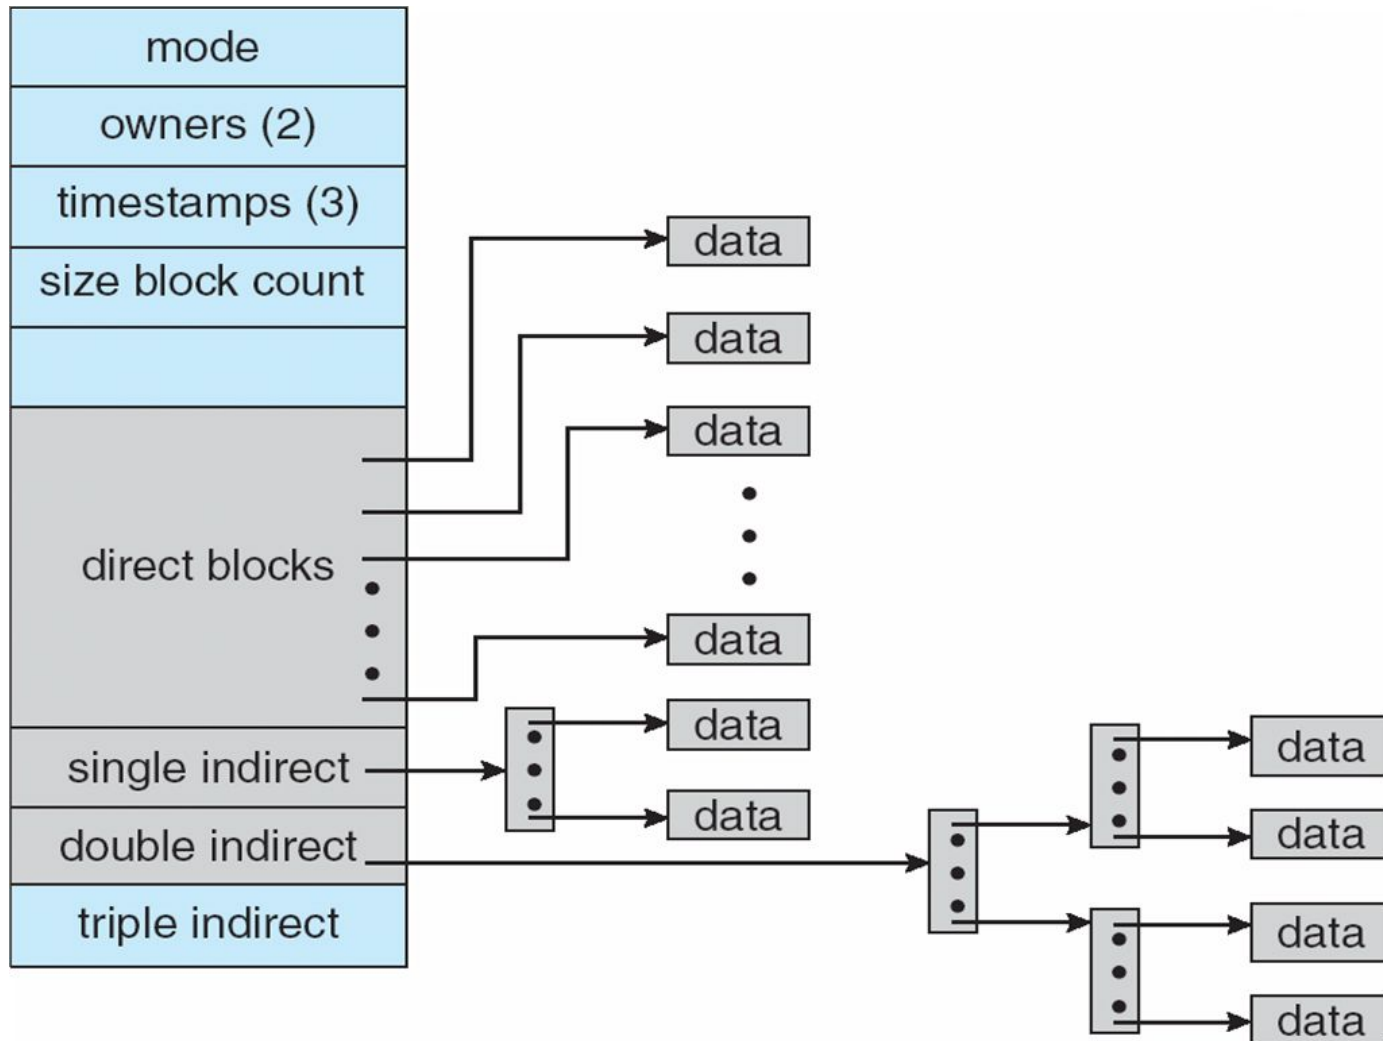 mode
owners (2)
timestamps (3)
size block count
direct blocks
single indirect
double indirect
triple indirect
data
data
data
data
data
data
data
data
data
data